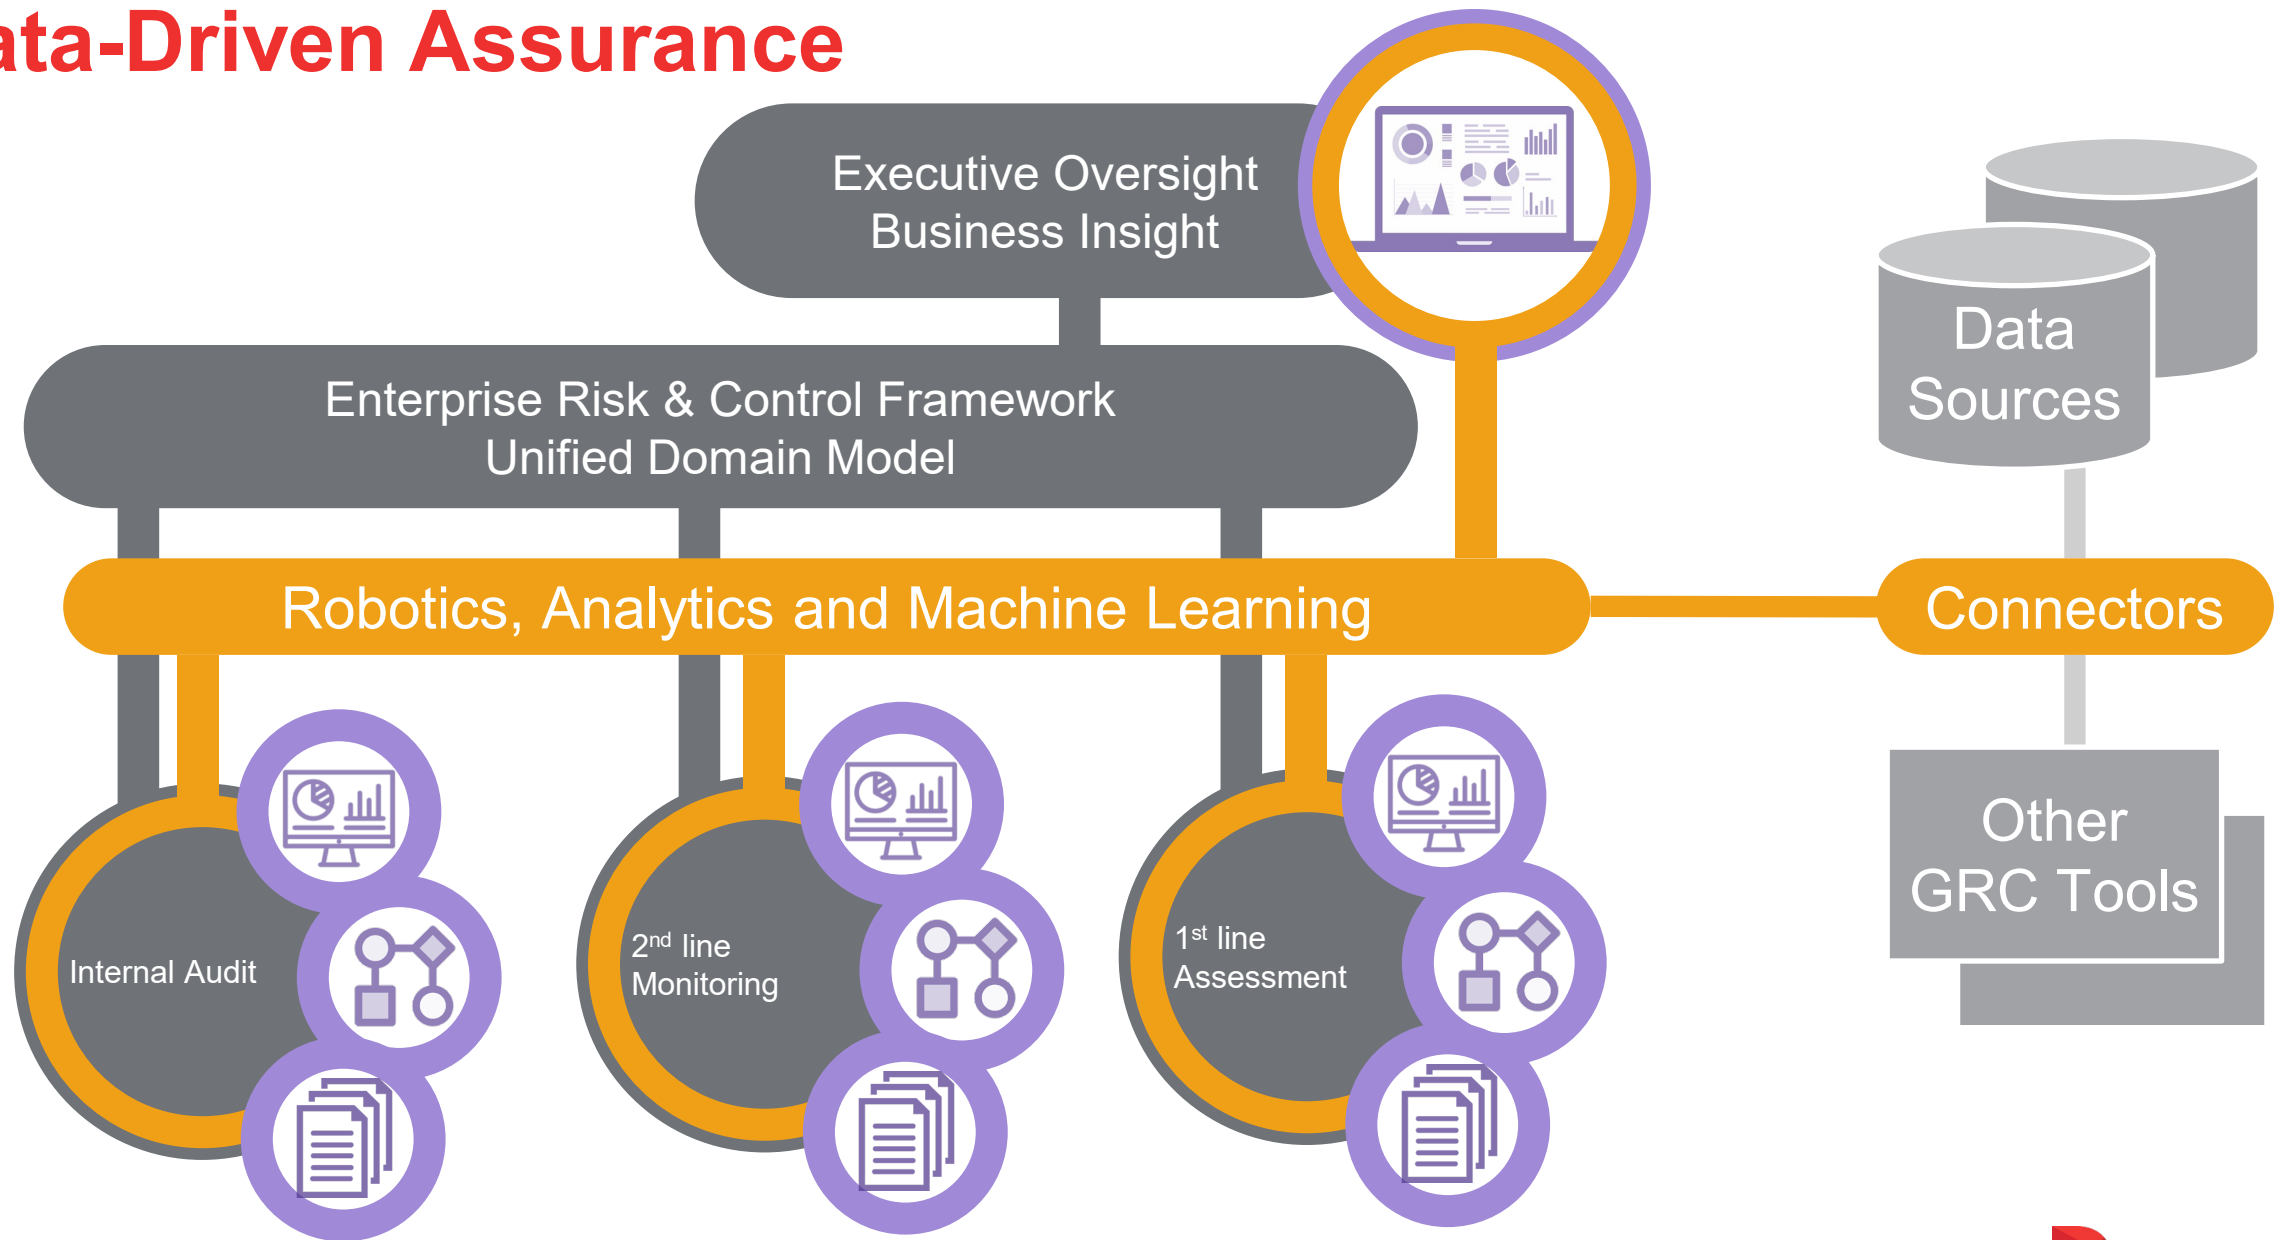 ata-Driven Assurance
Executive Oversight
Business Insight
Enterprise Risk & Control Framework
Unified Domain Model
Data
Sources
Robotics, Analytics and Machine Learning
Connectors
Internal Audit
2nd line
Monitoring
1st line
Assessment
Other
GRC Tools